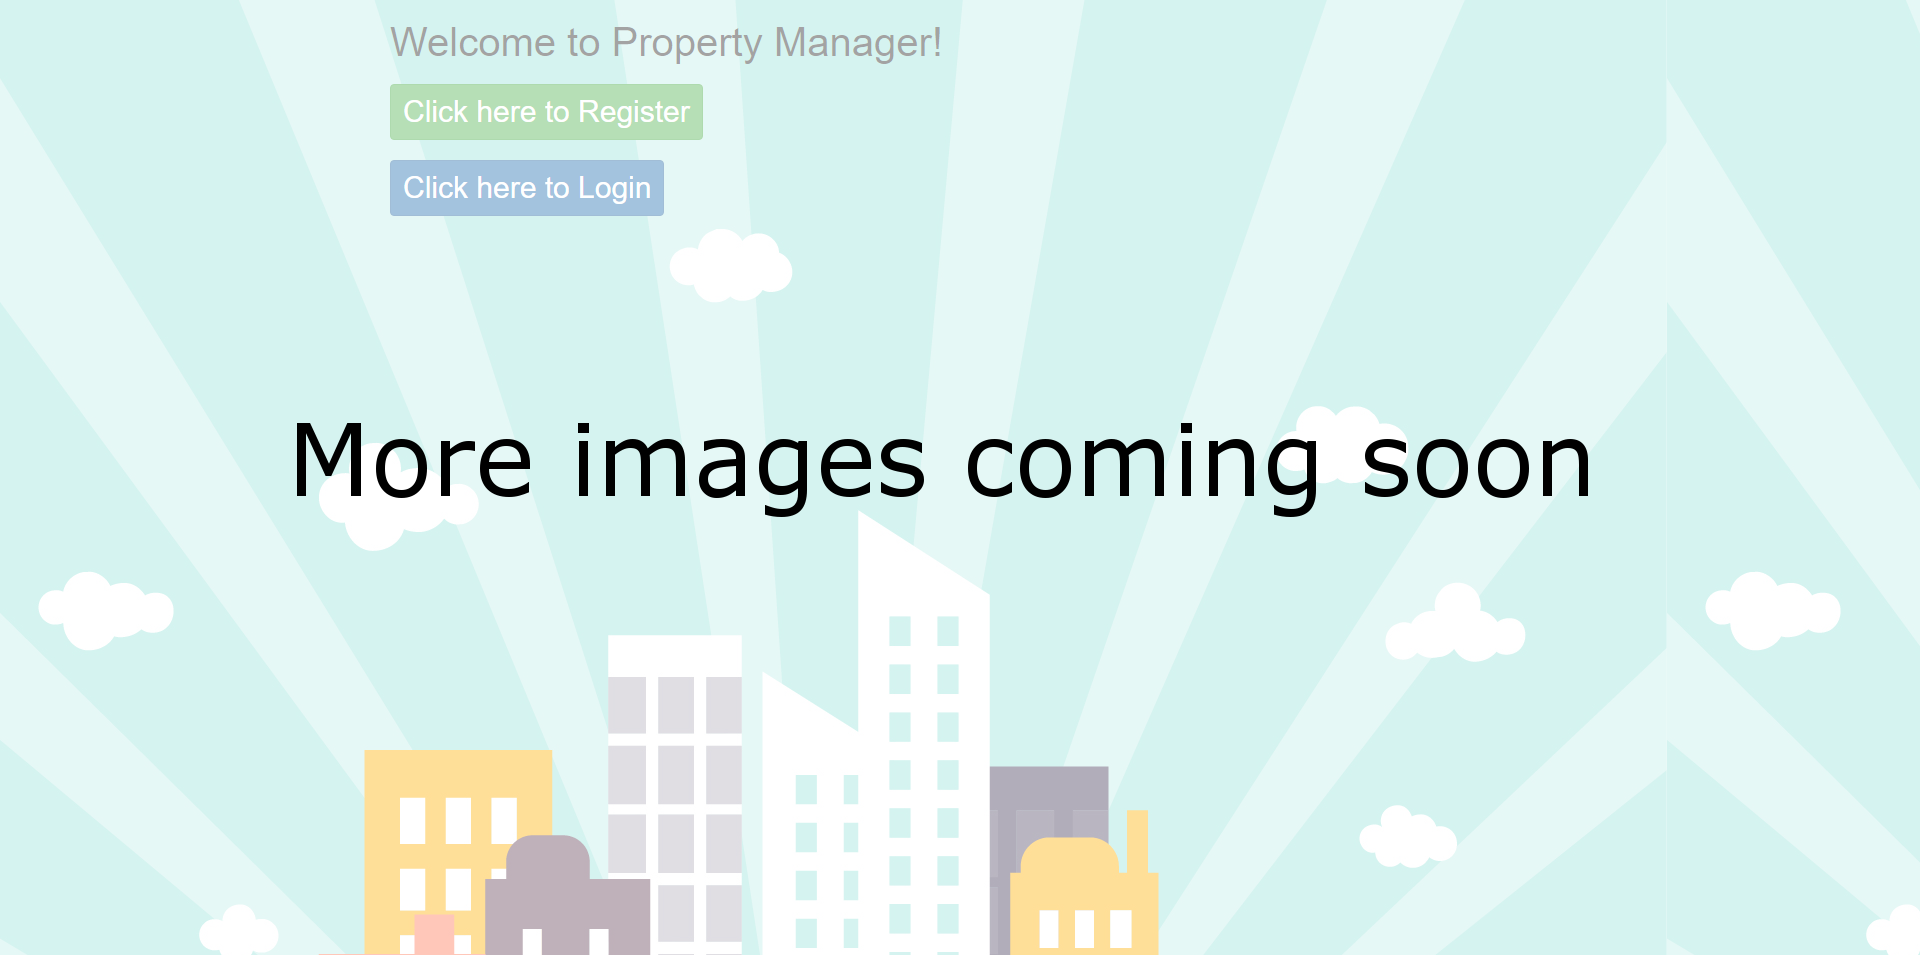 Welcome to Property Manager!
Click here to Register
Click here to Login
More images coming soon